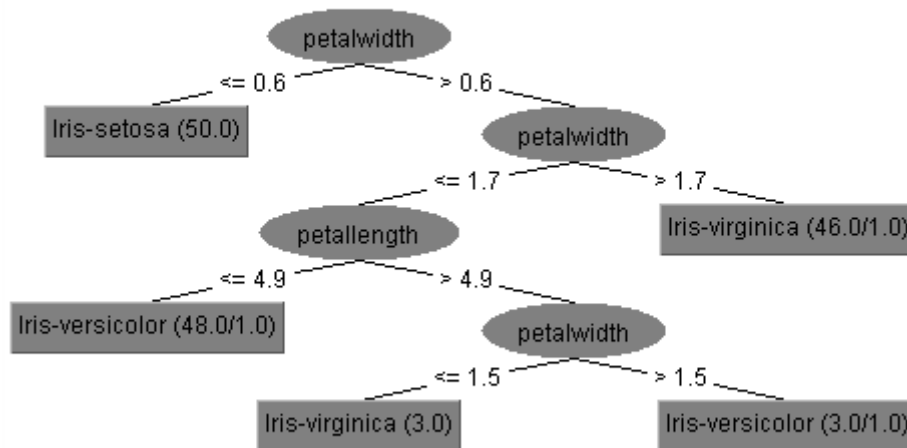 petalwidth
<= 0.6
> 0.6
Iris-setosa (50.0)
petalwidth
<= 1.7
> 1.7
petallength
Iris-virginica (46.0/1.0)
<= 4.9
> 4.9
Iris-versicolor (48.0/1.0)
petalwidth
<= 1.5
> 1.5
Iris-virginica (3.0)
Iris-versicolor (3.0/1.0)